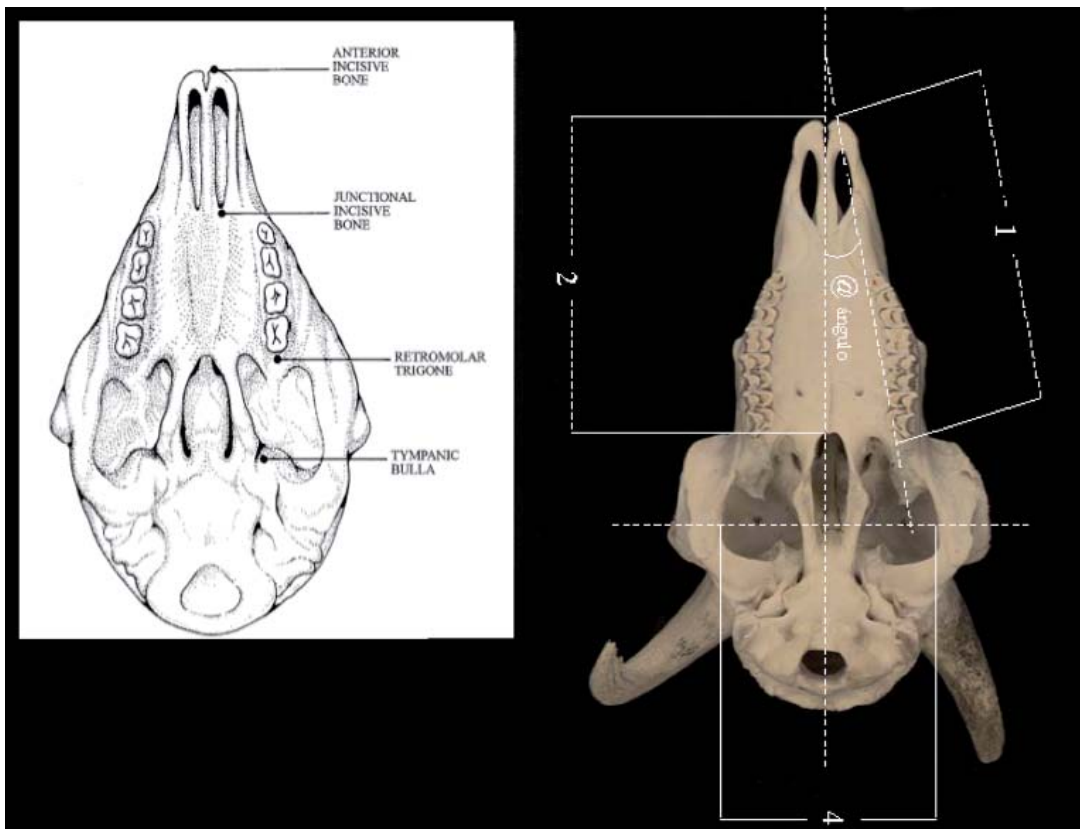 ANTERIOR
INCISIVE
BONE
JUNCTIONAL
INCISIVE
BONE
RETROMOLAR
TRIGONE
TYMPANIC
BULLA
1
2
@ ángulo
4